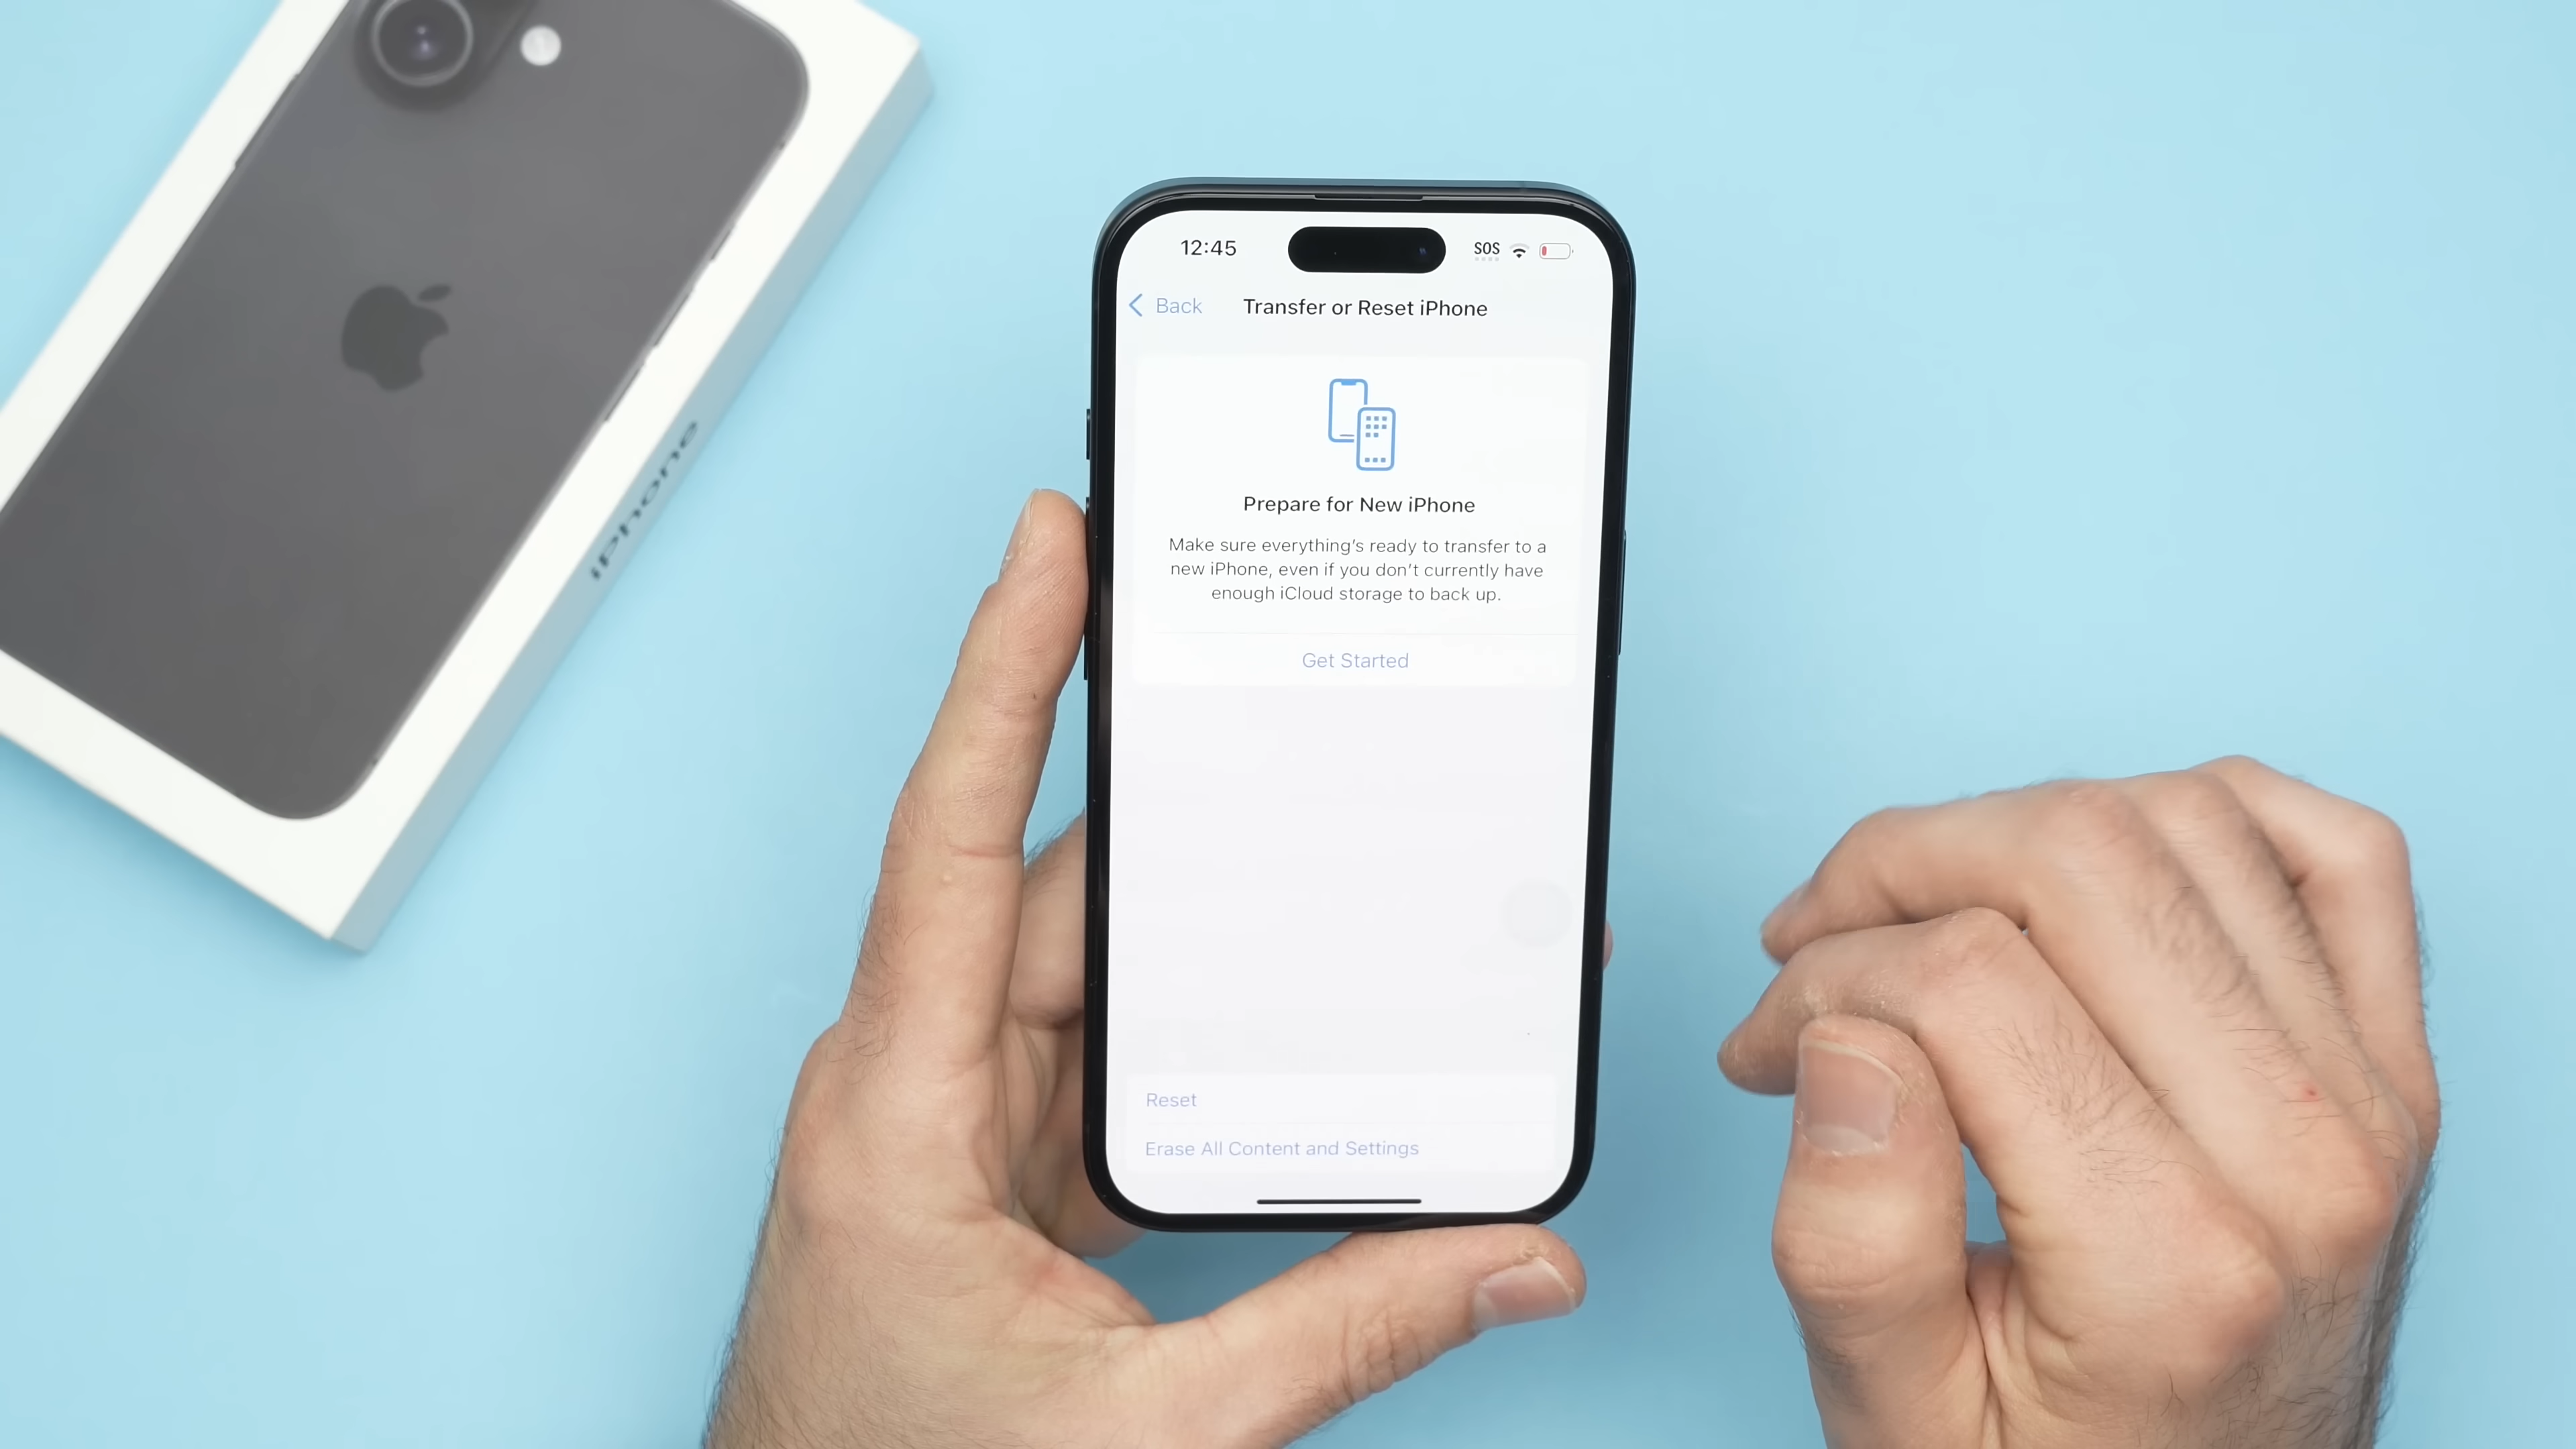 iPhone
12:45
SOS
Back
Transfer or Reset iPhone
Prepare for New iPhone
Make sure everything's ready to transfer to a
new iPhone, even if you don't currently have
enough iCloud storage to back up.
Get Started
Reset
Erase All Content and Settings